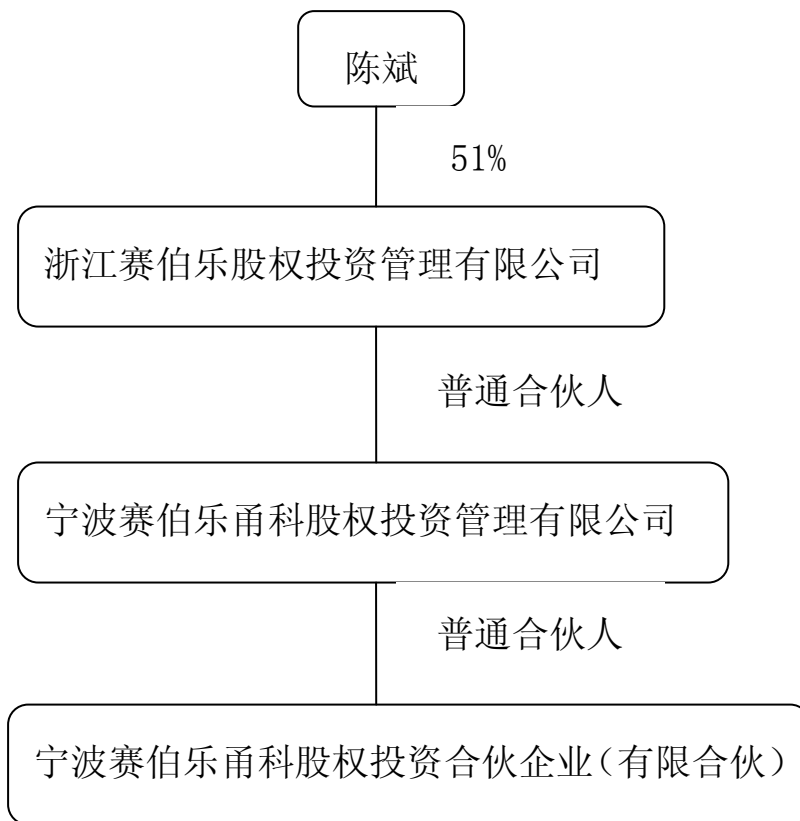 陈斌
51%
浙江赛伯乐股权投资管理有限公司
普通合伙人
宁波赛伯乐甬科股权投资管理有限公司
普通合伙人
宁波赛伯乐甬科股权投资合伙企业（有限合伙）